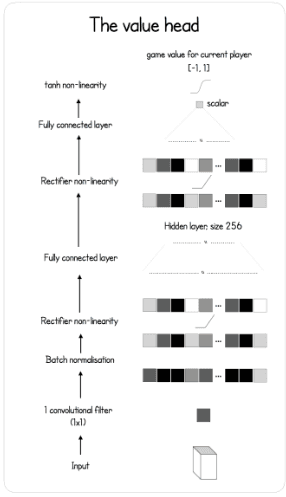 The value head
game value for current player
[-1, 1]
tanh non-linearity
scalar
Fully connected layer
Rectifier non-linearity
Hidden layer: size 256
Fully connected layer
Rectifier non-linearity
Batch normalisation
1 convolutional filter
(1x1)
Input